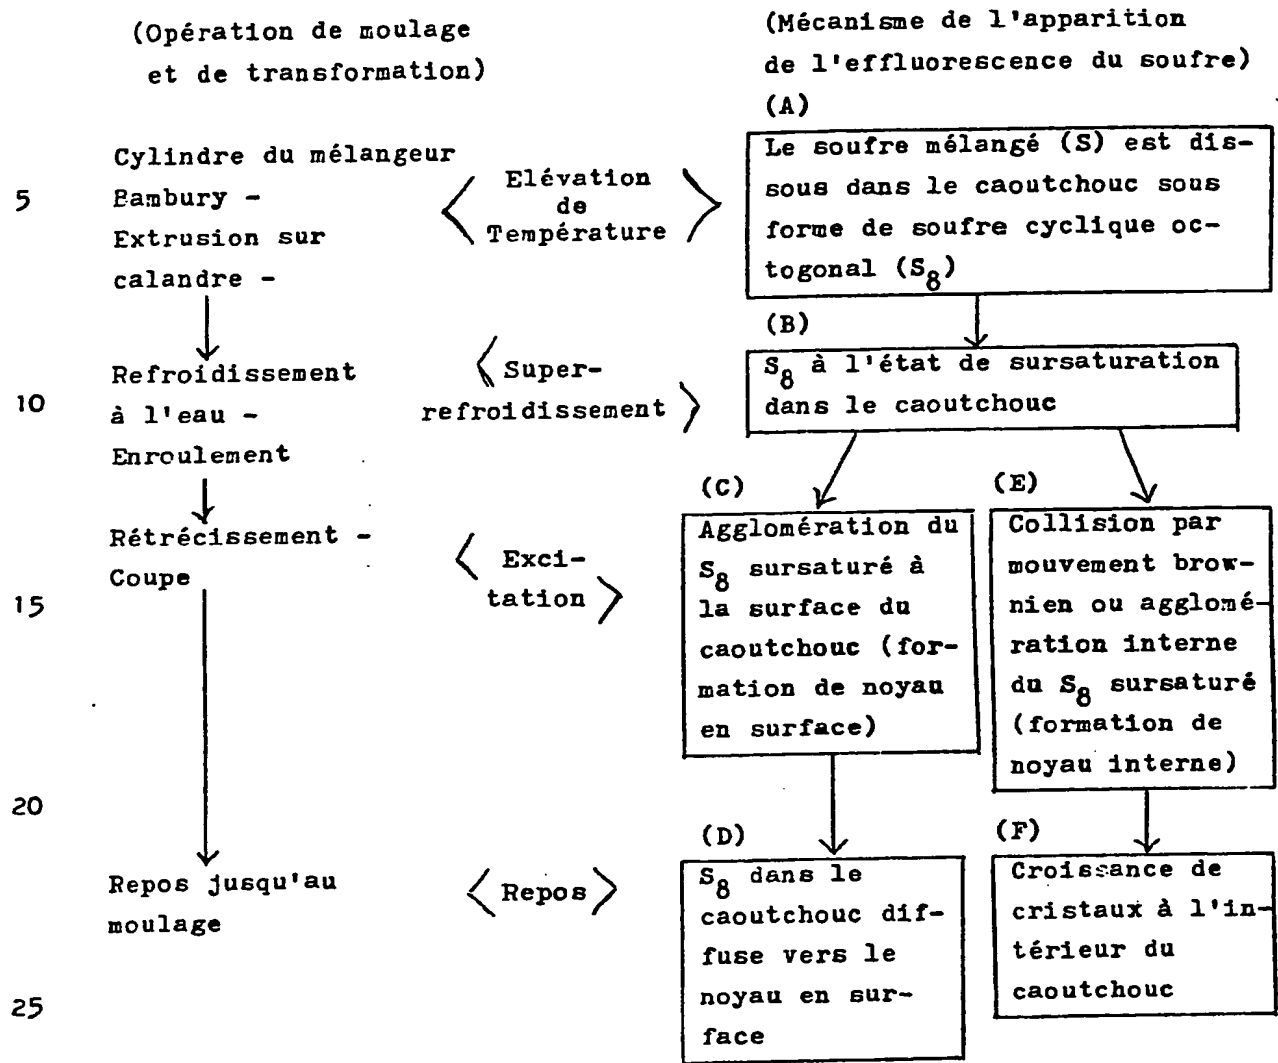 (Opération de moulage
et de transformation)
(Mécanisme de l'apparition
de l'effluorescence du soufre)
(A)
Cylindre du mélangeur
5 Bambury -
Extrusion sur
calandre -
Elévation
de
Température
Le soufre mélangé (S) est dis-
sous dans le caoutchouc sous
forme de soufre cyclique oc-
togonal (S8)
(B)
Refroidissement
10 à l'eau -
Enroulement
Super-
refroidissement
S8 à l'état de sursaturation
dans le caoutchouc
Rétrécissement -
Coupe
15
Exci-
tation
(C)
Agglomération du
S8 sursaturé à
la surface du
caoutchouc (for-
mation de noyau
en surface)
(E)
Collision par
mouvement brow-
nien ou agglomé-
ration interne
du S8 sursaturé
(formation de
noyau interne)
20
Repos jusqu'au
moulage
Repos
(D)
S8 dans le
caoutchouc dif-
fuse vers le
noyau en sur-
face
(F)
Croissance de
cristaux à l'in-
térieur du
caoutchouc
25